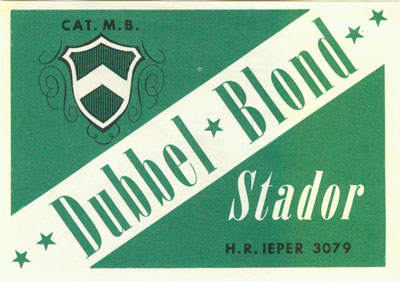 CAT. M. B.
Dubbel ★ Blond
Stador
H. R. IEPER 3079